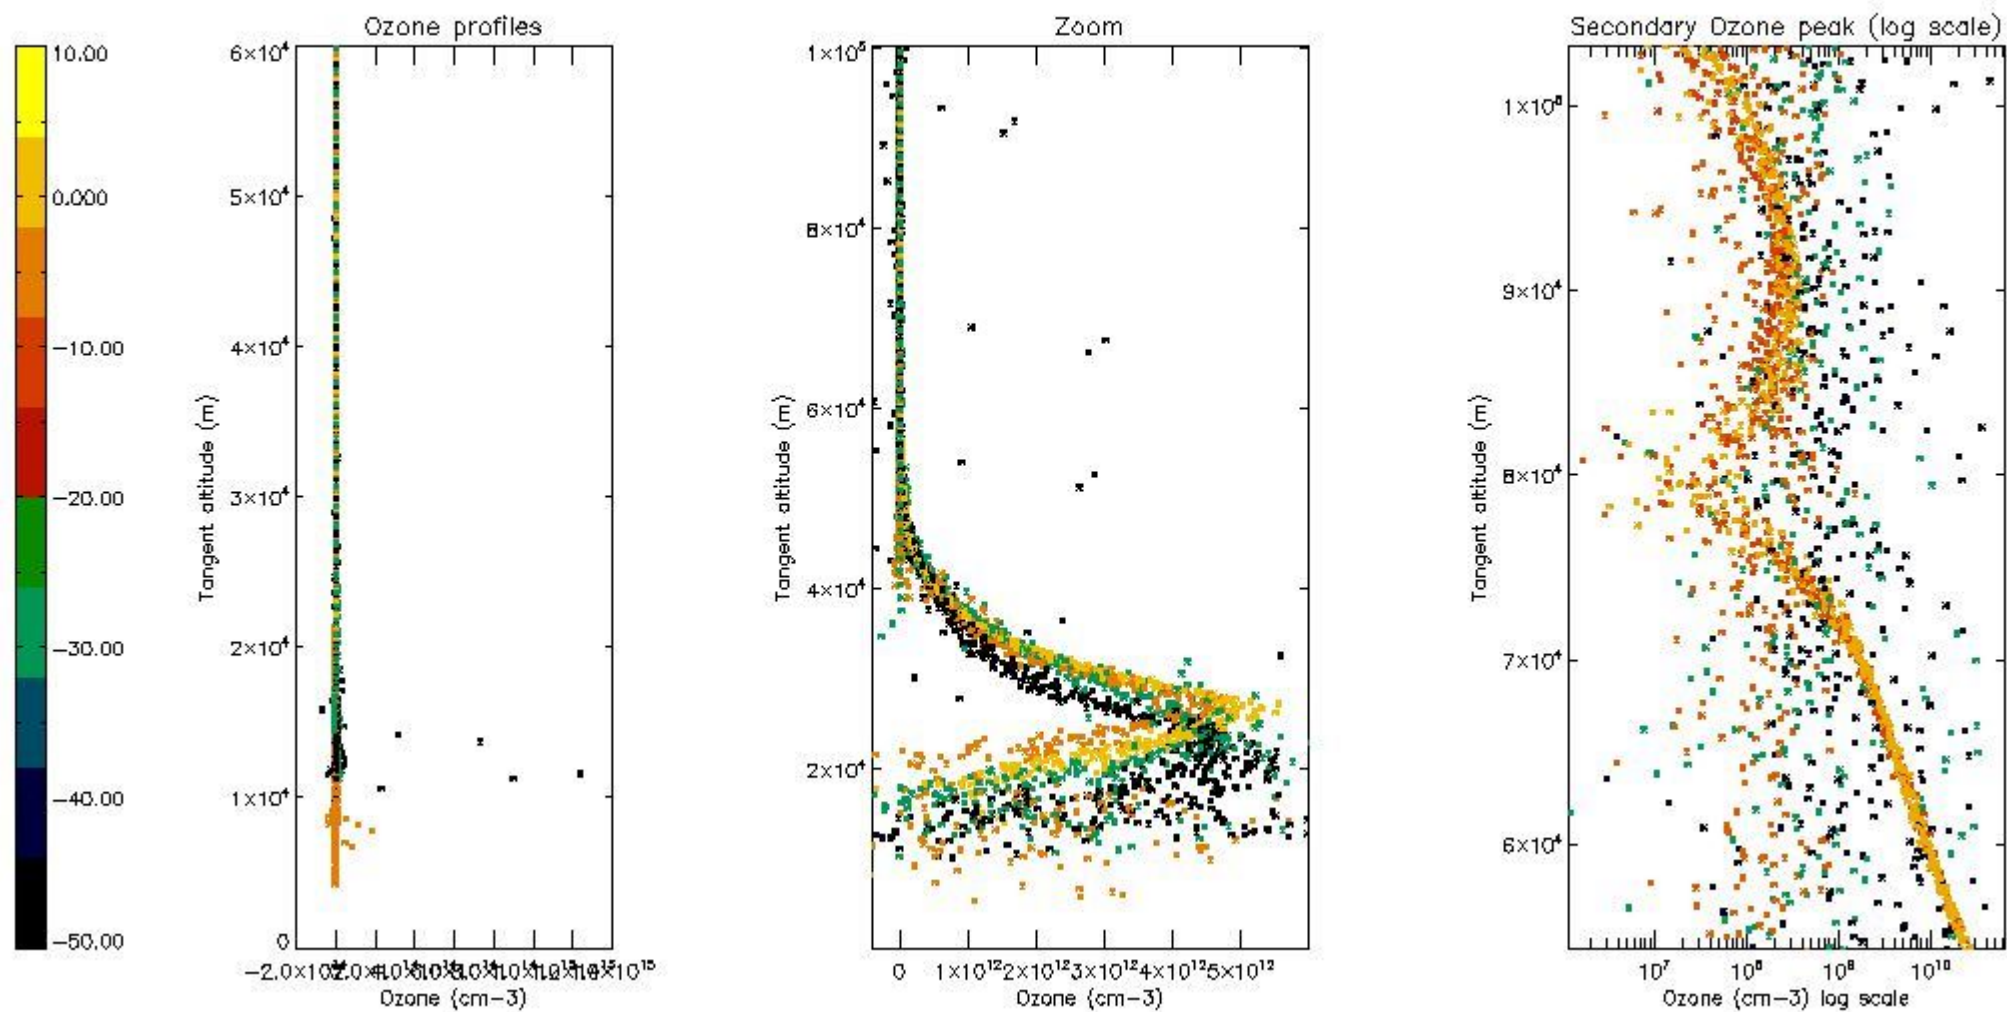 Ozone profiles
Zoom
Secondary Ozone peak (log scale)
10.00
0.000
−10.00
−20.00
−30.00
−40.00
−50.00
6×10⁴
5×10⁴
4×10⁴
3×10⁴
2×10⁴
1×10⁴
0
Tangent altitude (m)
Ozone (cm−3)
1×10⁵
8×10⁴
6×10⁴
4×10⁴
2×10⁴
Tangent altitude (m)
0 1×10¹² 2×10¹² 3×10¹² 4×10¹² 5×10¹²
Ozone (cm−3)
9×10⁴
8×10⁴
7×10⁴
6×10⁴
Tangent altitude (m)
10⁷ 10⁸ 10⁹ 10¹⁰
Ozone (cm−3) log scale